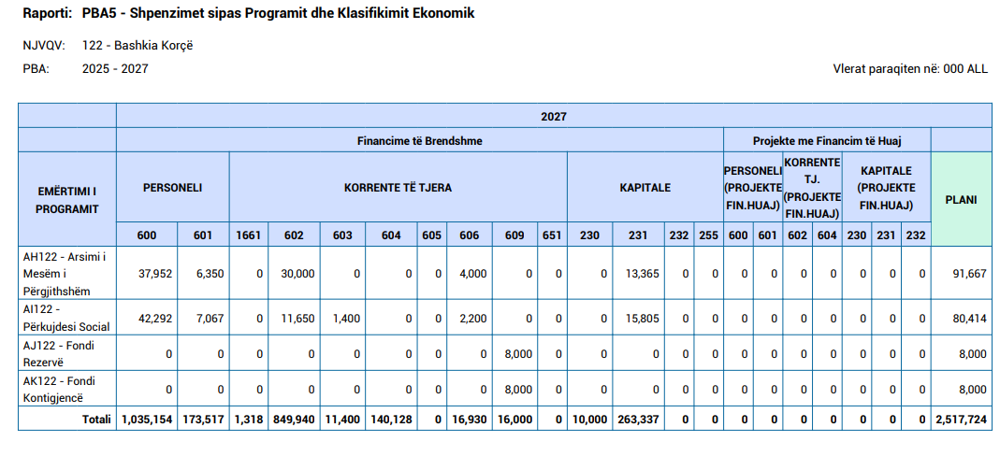 Raporti: PBA5 - Shpenzimet sipas Programit dhe Klasifikimit Ekonomik
NJVQV: 122 - Bashkia Korçë
PBA: 2025 - 2027
Vlerat paraqiten në: 000 ALL
2027
Financime të Brendshme Projekte me Financim të Huaj
EMËRTIMI I PROGRAMIT PERSONELI KORRENTE TË TJERA KAPITALE PERSONELI (PROJEKTE FIN.HUAJ) KORRENTE TJ. (PROJEKTE FIN.HUAJ) KAPITALE (PROJEKTE FIN.HUAJ) PLANI
600 601 1661 602 603 604 605 606 609 651 230 231 232 255 600 601 602 604 230 231 232
AH122 - Arsimi i
Mesëm i
Përgjithshëm
37,952 6,350 0 30,000 0 0 0 4,000 0 0 0 13,365 0 0 0 0 0 0 0 0 0 91,667
AI122 -
Përkujdesi Social
42,292 7,067 0 11,650 1,400 0 0 2,200 0 0 0 15,805 0 0 0 0 0 0 0 0 0 80,414
AJ122 - Fondi
Rezervë
0 0 0 0 0 0 0 0 8,000 0 0 0 0 0 0 0 0 0 0 0 0 8,000
AK122 - Fondi
Kontigjencë
0 0 0 0 0 0 0 0 8,000 0 0 0 0 0 0 0 0 0 0 0 0 8,000
Totali 1,035,154 173,517 1,318 849,940 11,400 140,128 0 16,930 16,000 0 10,000 263,337 0 0 0 0 0 0 0 0 0 2,517,724